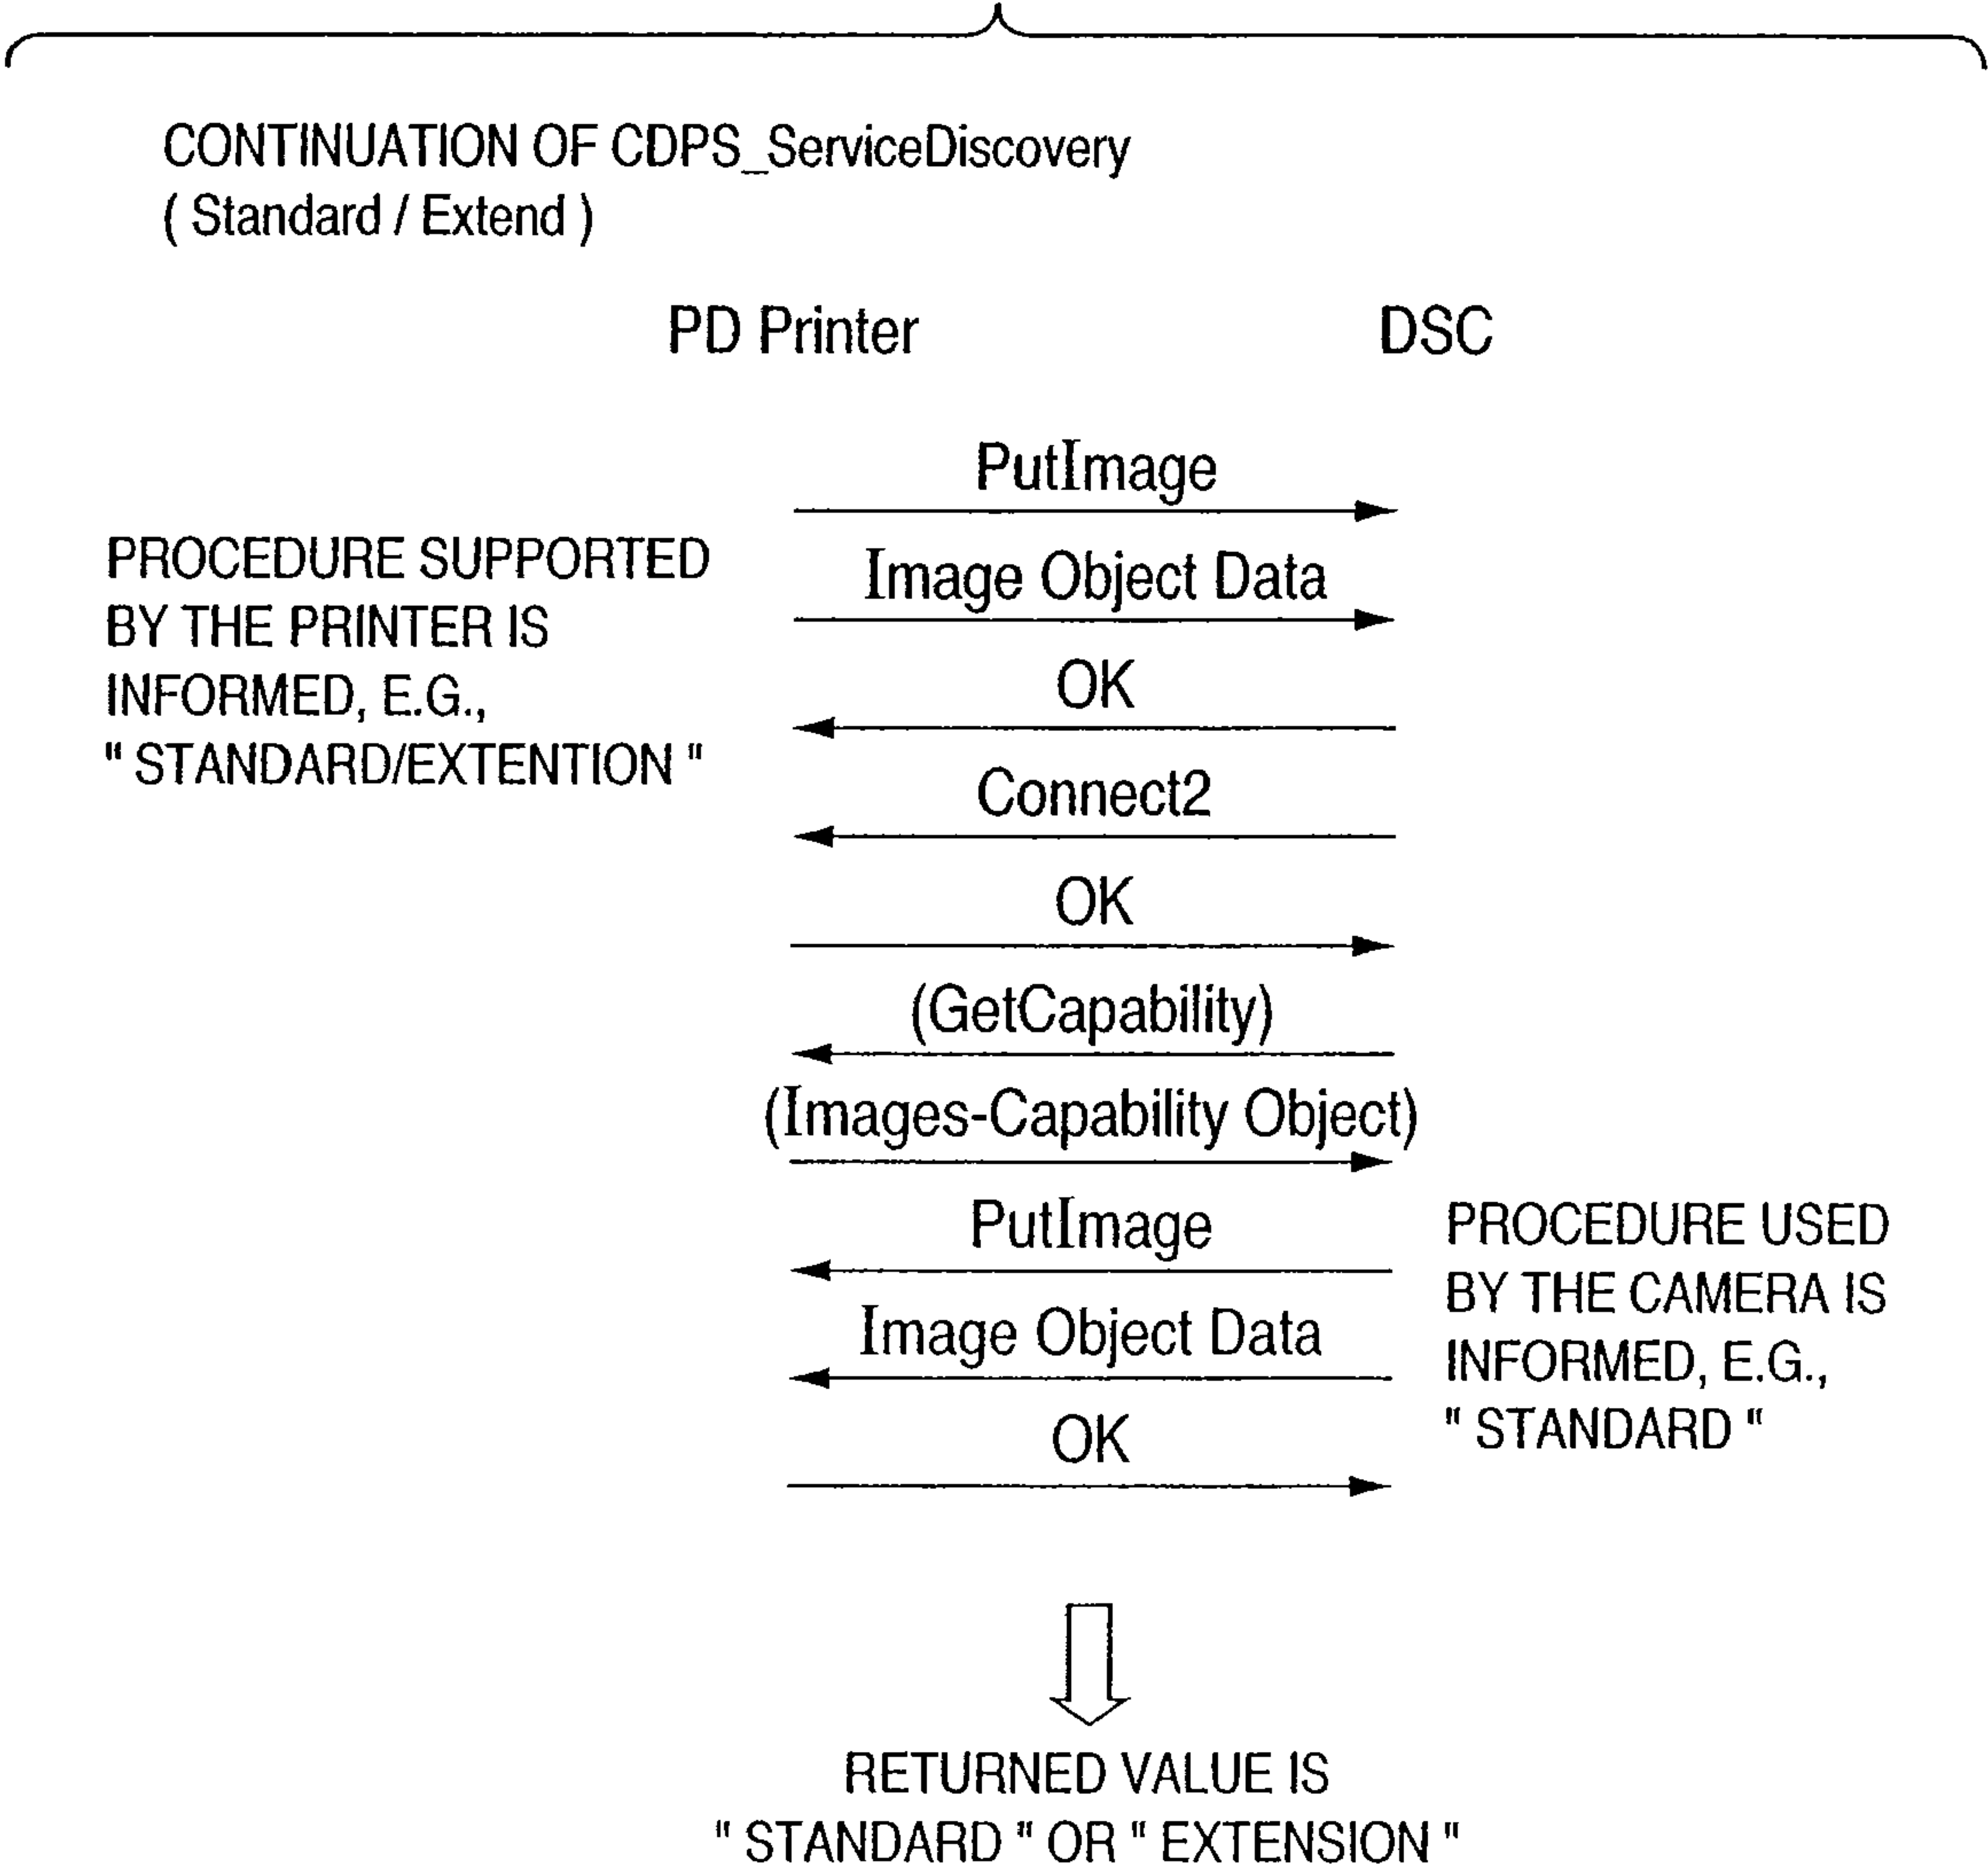 CONTINUATION OF CDPS_ServiceDiscovery
( Standard / Extend )
PD Printer
DSC
PutImage
PROCEDURE SUPPORTED
BY THE PRINTER IS
INFORMED, E.G.,
" STANDARD/EXTENTION "
Image Object Data
OK
Connect2
OK
(GetCapability)
(Images-Capability Object)
PutImage
PROCEDURE USED
BY THE CAMERA IS
INFORMED, E.G.,
" STANDARD "
Image Object Data
OK
RETURNED VALUE IS
" STANDARD " OR " EXTENSION "